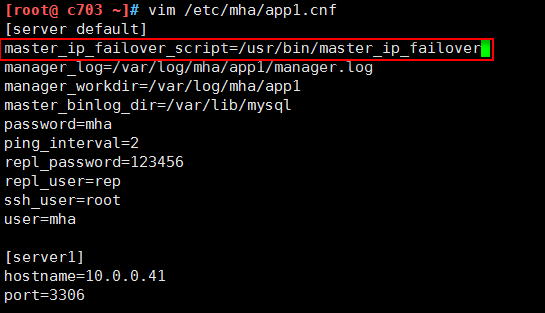 [root@ c703 ~]# vim /etc/mha/app1.cnf
[server default]
master_ip_failover_script=/usr/bin/master_ip_failover
manager_log=/var/log/mha/app1/manager.log
manager_workdir=/var/log/mha/app1
master_binlog_dir=/var/lib/mysql
password=mha
ping_interval=2
repl_password=123456
repl_user=rep
ssh_user=root
user=mha
[server1]
hostname=10.0.0.41
port=3306